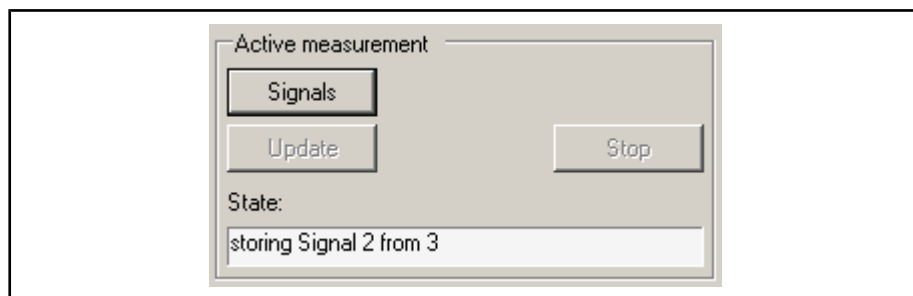 Active measurement
Signals
Update Stop
State:
storing Signal 2 from 3